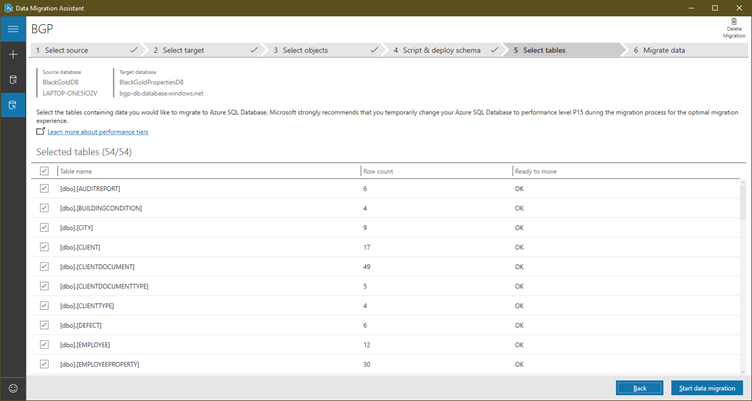 Data Migration Assistant
BGP
Delete
Migration
1 Select source
2 Select target
3 Select objects
4 Script & deploy schema
5 Select tables
6 Migrate data
Source database
BlackGoldDB
LAPTOP-ONE5IO2V
Target database
BlackGoldPropertiesDB
bgp-db.database.windows.net
Select the tables containing data you would like to migrate to Azure SQL Database. Microsoft strongly recommends that you temporarily change your Azure SQL Database to performance level P15 during the migration process for the optimal migration
experience.
Learn more about performance tiers
Selected tables (54/54)
Table name Row count Ready to move
[dbo].[AUDITREPORT] 6 OK
[dbo].[BUILDINGCONDITION] 4 OK
[dbo].[CITY] 9 OK
[dbo].[CLIENT] 17 OK
[dbo].[CLIENTDOCUMENT] 49 OK
[dbo].[CLIENTDOCUMENTTYPE] 5 OK
[dbo].[CLIENTTYPE] 4 OK
[dbo].[DEFECT] 6 OK
[dbo].[EMPLOYEE] 12 OK
[dbo].[EMPLOYEEPROPERTY] 30 OK
Back
Start data migration